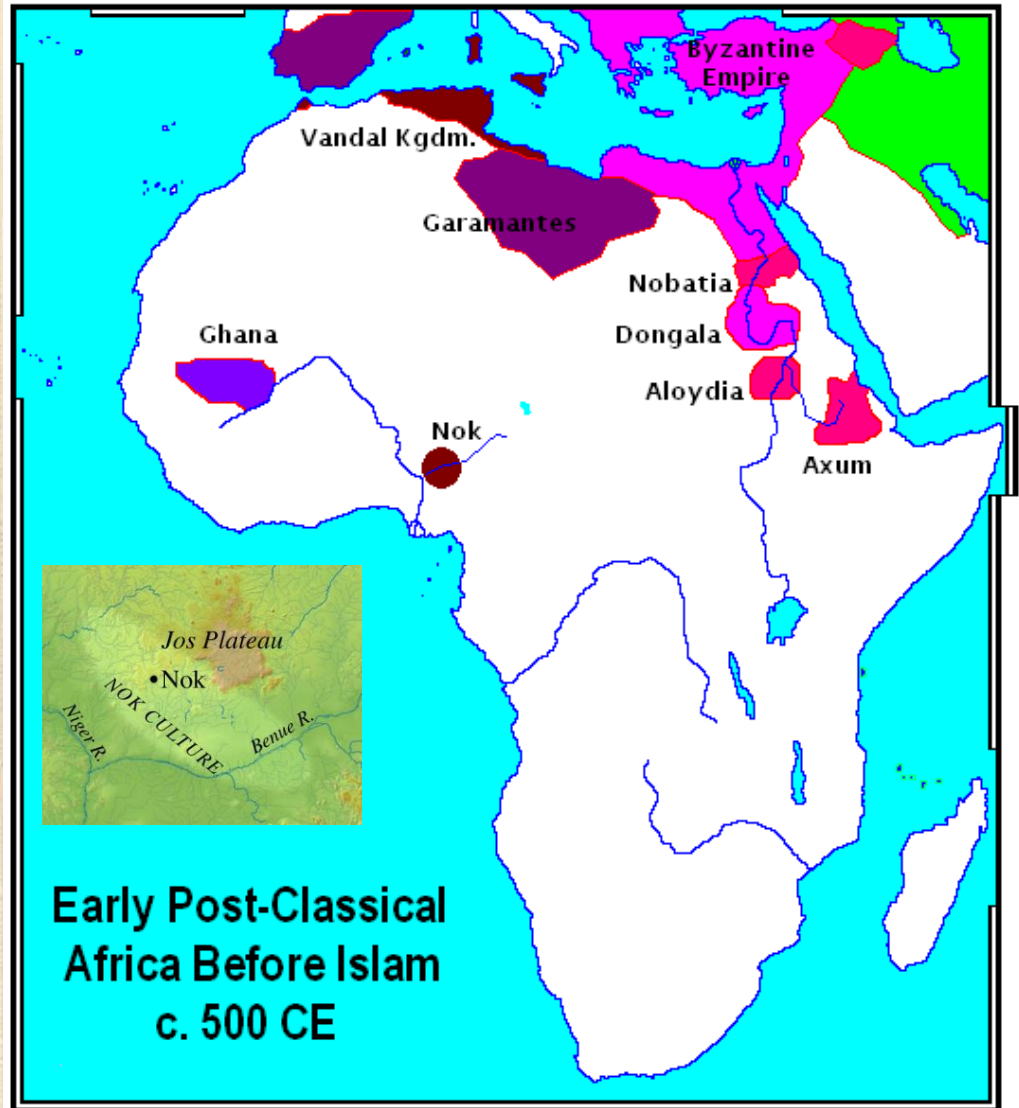 Byzantine
Empire
Vandal Kgdm.
Garamantes
Nobatia
Ghana
Dongala
Aloydia
Nok
Axum
Jos Plateau
Nok
NOK CULTURE
Niger R.
Benue R.
Early Post-Classical
Africa Before Islam
c. 500 CE